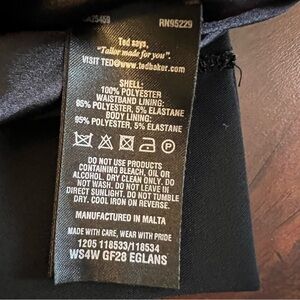 RN95229
Ted says,
"Tailor made for you".
VISIT TED@www.tedbaker.com
SHELL:
100% POLYESTER
WAISTBAND LINING:
95% POLYESTER, 5% ELASTANE
BODY LINING:
95% POLYESTER, 5% ELASTANE
DO NOT USE PRODUCTS
CONTAINING BLEACH, OIL OR
ALCOHOL. DRY CLEAN ONLY. DO
NOT WASH. DO NOT LEAVE IN
DIRECT SUNLIGHT. DO NOT TUMBLE
DRY. COOL IRON ON REVERSE
MANUFACTURED IN MALTA
MADE WITH CARE, WEAR WITH PRIDE
1205 118533/118534
WS4W GF28 EGLANS